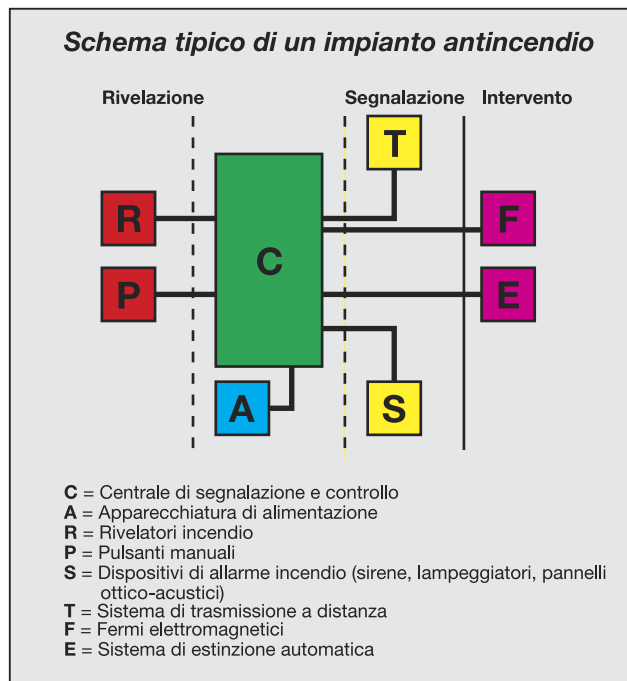 Schema tipico di un impianto antincendio
Rivelazione
Segnalazione
Intervento
T
R
F
C
P
E
A
S
C = Centrale di segnalazione e controllo
A = Apparecchiatura di alimentazione
R = Rivelatori incendio
P = Pulsanti manuali
S = Dispositivi di allarme incendio (sirene, lampeggiatori, pannelli
ottico-acustici)
T = Sistema di trasmissione a distanza
F = Fermi elettromagnetici
E = Sistema di estinzione automatica